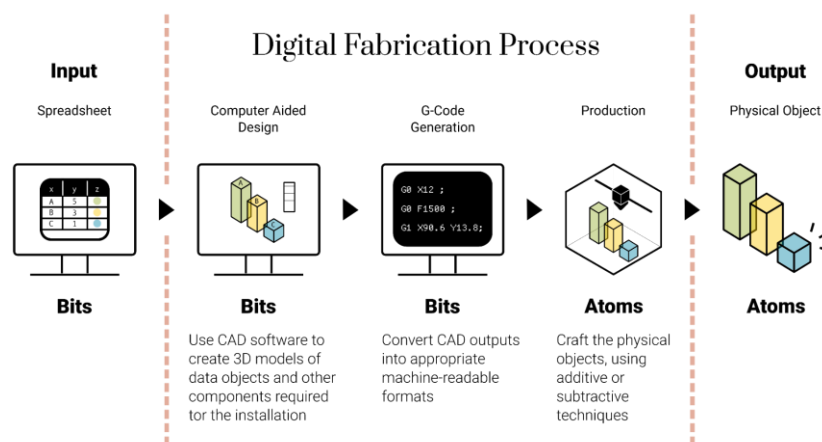 Digital Fabrication Process
Input
Output
Spreadsheet
Computer Aided
Design
G-Code
Generation
Production
Physical Object
x y z
A 5
B 3
C 1
A
B
C
G0 X12 ;
G0 F1500 ;
G1 X90.6 Y13.8;
Bits
Bits
Bits
Atoms
Atoms
Use CAD software to
create 3D models of
data objects and other
components required
tor the installation
Convert CAD outputs
into appropriate
machine-readable
formats
Craft the physical
objects, using
additive or
subtractive
techniques